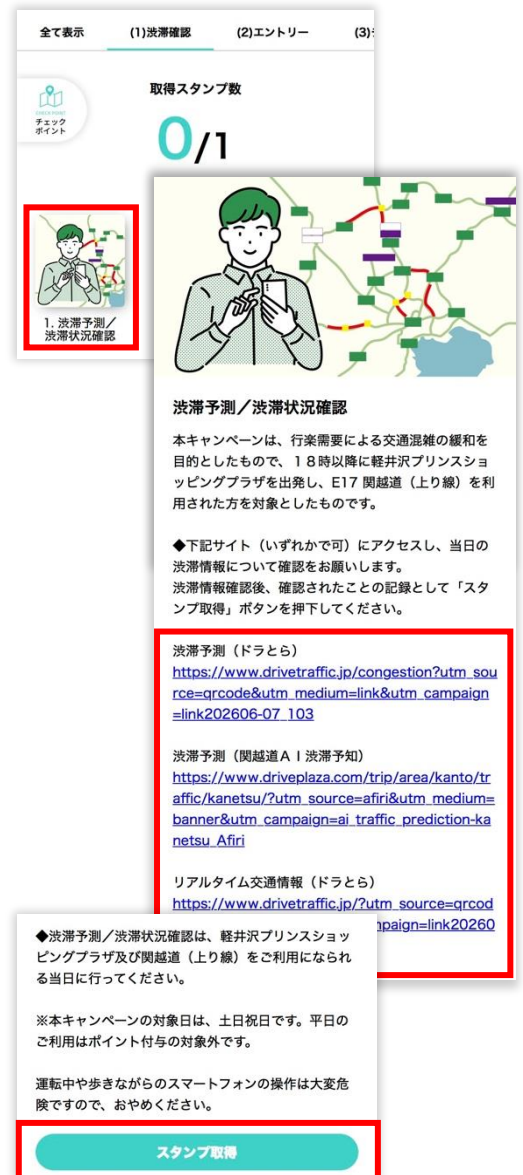 全て表示 (1)渋滞確認 (2)エントリー (3)
CHECK POINT
チェック
ポイント
取得スタンプ数
0/1
1. 渋滞予測／
渋滞状況確認
渋滞予測／渋滞状況確認
本キャンペーンは、行楽需要による交通混雑の緩和を
目的としたもので、１８時以降に軽井沢プリンスショ
ッピングプラザを出発し、E17 関越道（上り線）を利
用された方を対象としたものです。
◆下記サイト（いずれかで可）にアクセスし、当日の
渋滞情報について確認をお願いします。
渋滞情報確認後、確認されたことの記録として「スタ
ンプ取得」ボタンを押下してください。
渋滞予測（ドラとら）
https://www.drivetraffic.jp/congestion?utm_sou
rce=qrcode&utm_medium=link&utm_campaign
=link202606-07_103
渋滞予測（関越道ＡＩ渋滞予知）
https://www.driveplaza.com/trip/area/kanto/tr
affic/kanetsu/?utm_source=afiri&utm_medium=
banner&utm_campaign=ai_traffic_prediction-ka
netsu_Afiri
リアルタイム交通情報（ドラとら）
https://www.drivetraffic.jp/?utm_source=qrcod
npaign=link20260
◆渋滞予測／渋滞状況確認は、軽井沢プリンスショッ
ピングプラザ及び関越道（上り線）をご利用になられ
る当日に行ってください。
※本キャンペーンの対象日は、土日祝日です。平日の
ご利用はポイント付与の対象外です。
運転中や歩きながらのスマートフォンの操作は大変危
険ですので、おやめください。
スタンプ取得